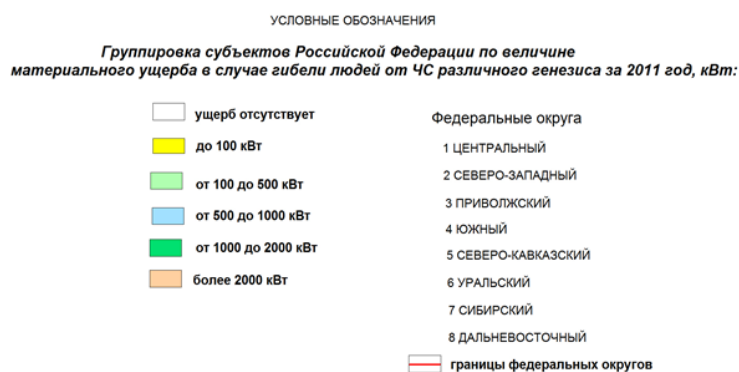 УСЛОВНЫЕ ОБОЗНАЧЕНИЯ
Группировка субъектов Российской Федерации по величине
материального ущерба в случае гибели людей от ЧС различного генезиса за 2011 год, кВт:
ущерб отсутствует
до 100 кВт
от 100 до 500 кВт
от 500 до 1000 кВт
от 1000 до 2000 кВт
более 2000 кВт
Федеральные округа
1 ЦЕНТРАЛЬНЫЙ
2 СЕВЕРО-ЗАПАДНЫЙ
3 ПРИВОЛЖСКИЙ
4 ЮЖНЫЙ
5 СЕВЕРО-КАВКАЗСКИЙ
6 УРАЛЬСКИЙ
7 СИБИРСКИЙ
8 ДАЛЬНЕВОСТОЧНЫЙ
границы федеральных округов